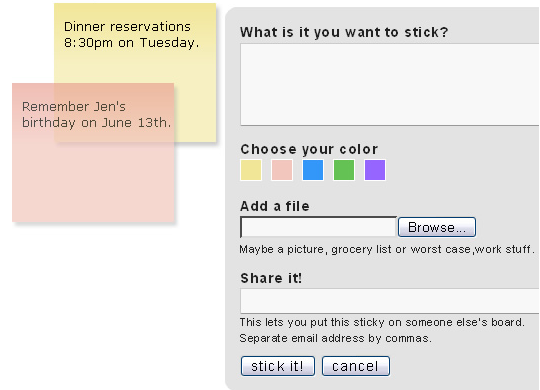 Dinner reservations
8:30pm on Tuesday.
Remember Jen's
birthday on June 13th.
What is it you want to stick?
Choose your color
Add a file
Browse...
Maybe a picture, grocery list or worst case,work stuff.
Share it!
This lets you put this sticky on someone else's board.
Separate email address by commas.
stick it! cancel